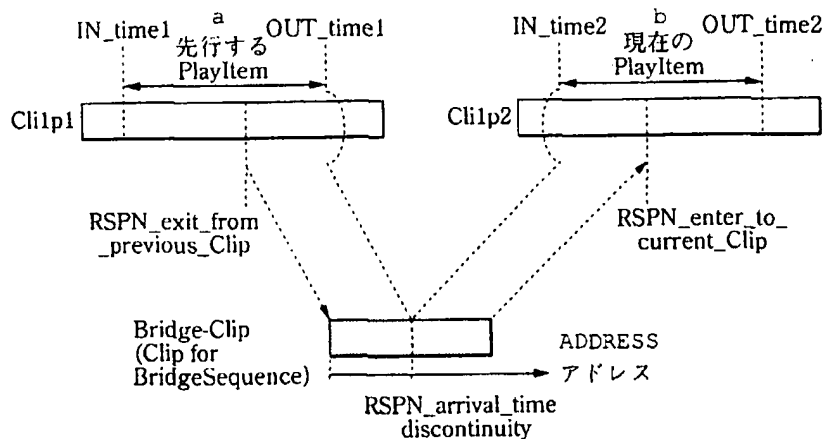 a
IN_time1
先行する
OUT_time1
PlayItem
b
IN_time2
現在の
OUT_time2
PlayItem
Cli1p1
Cli1p2
RSPN_exit_from
_previous_Clip
RSPN_enter_to_
current_Clip
Bridge-Clip
(Clip for
BridgeSequence)
ADDRESS
アドレス
RSPN_arrival_time
discontinuity